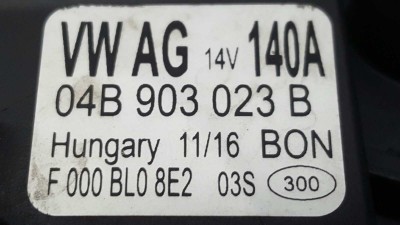 VW AG 14V 140A
04B 903 023 B
Hungary 11/16 BON
F 000 BL0 8E2 03S 300